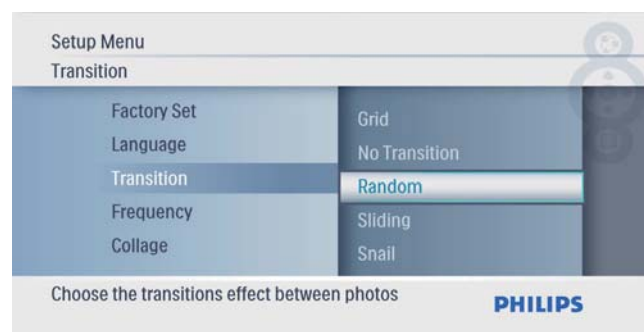 Setup Menu
Transition
Factory Set
Language
Transition
Frequency
Collage
Grid
No Transition
Random
Sliding
Snail
Choose the transitions effect between photos
PHILIPS